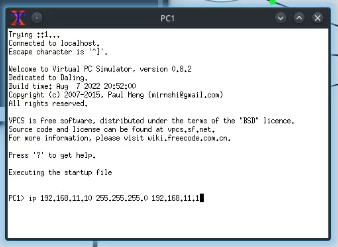 PC1
Trying ::1...
Connected to localhost.
Escape character is '^]'.
Welcome to Virtual PC Simulator, version 0.8.2
Dedicated to Daling.
Build time: Aug 7 2022 20:52:00
Copyright (c) 2007-2015, Paul Meng (mirnshi@gmail.com)
All rights reserved.
VPCS is free software, distributed under the terms of the "BSD" licence.
Source code and license can be found at vpcs.sf.net.
For more information, please visit wiki.freecode.com.cn.
Press '?' to get help.
Executing the startup file
PC1> ip 192.168.11.10 255.255.255.0 192.168.11.1